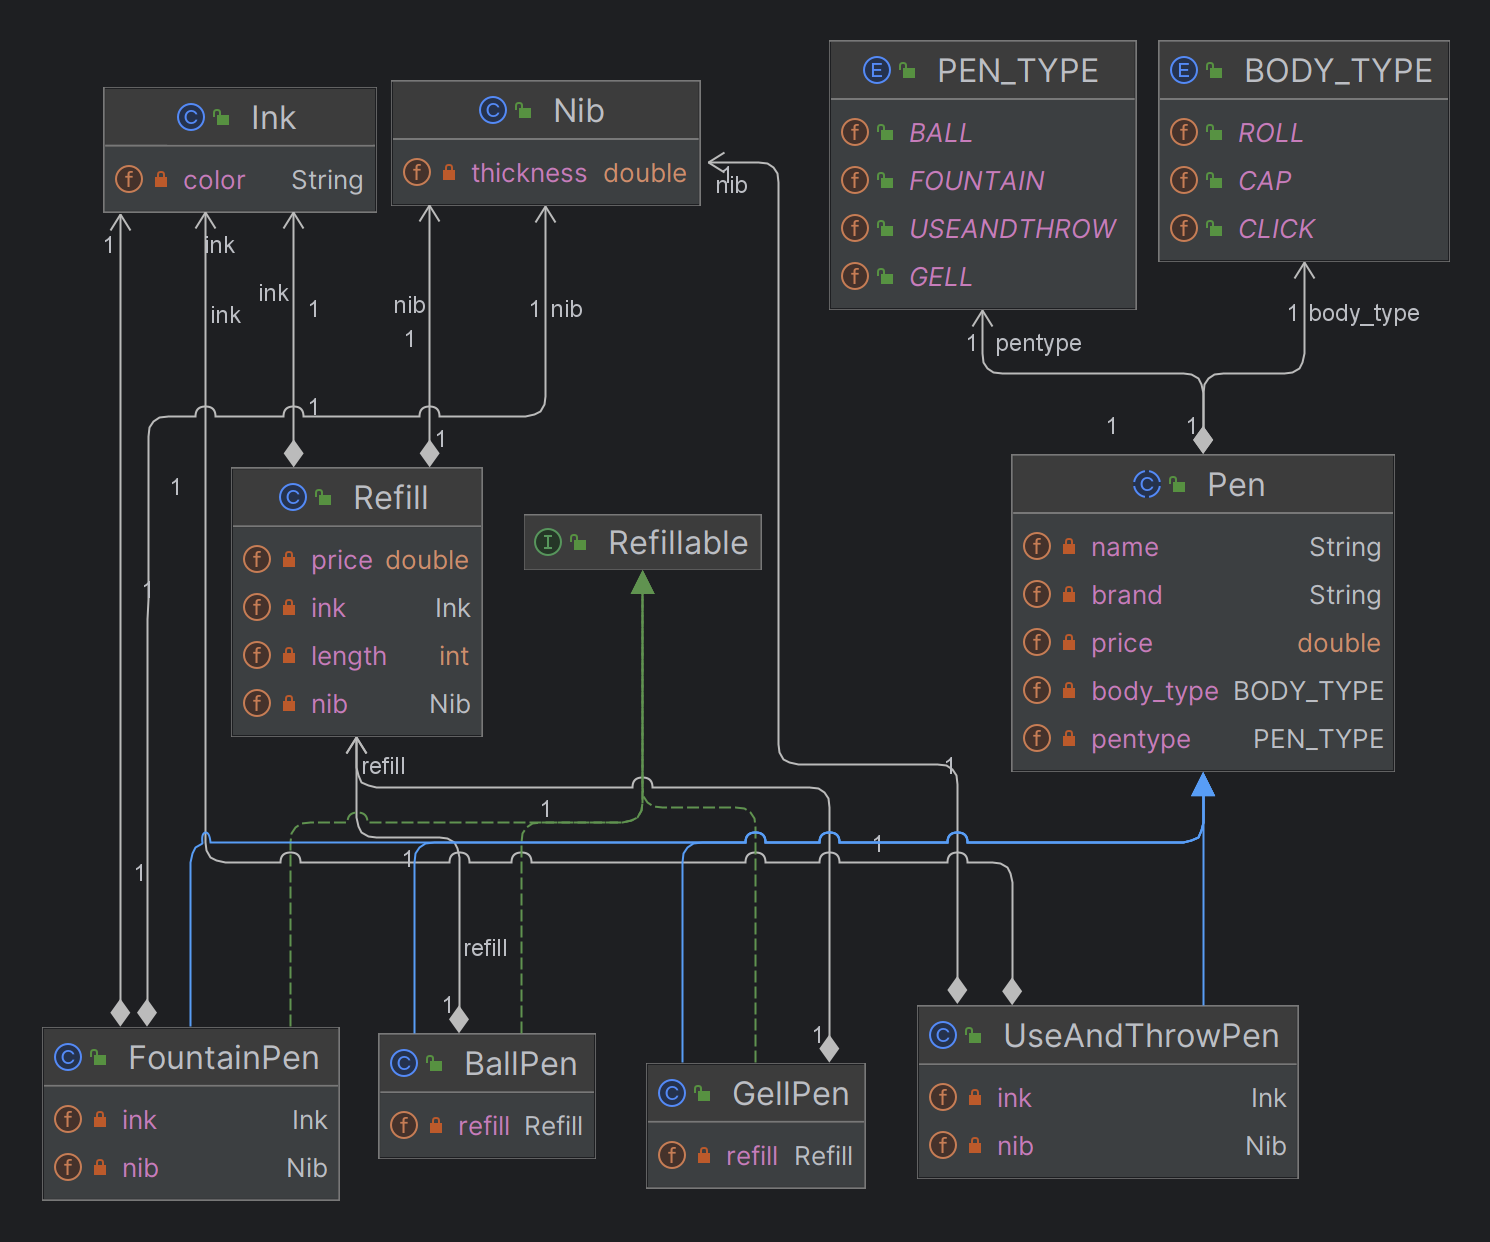 Ink
color String
Nib
thickness double
PEN_TYPE
BALL
FOUNTAIN
USEANDTHROW
GELL
BODY_TYPE
ROLL
CAP
CLICK
1
ink
ink
ink
1
nib
1
1 nib
1
nib
1 pentype
1 body_type
1
1
1
1
1
1
Refill
price double
ink Ink
length int
nib Nib
Refillable
Pen
name String
brand String
price double
body_type BODY_TYPE
pentype PEN_TYPE
refill
1
1
1
1
1
refill
1
1
FountainPen
ink Ink
nib Nib
BallPen
refill Refill
GellPen
refill Refill
UseAndThrowPen
ink Ink
nib Nib